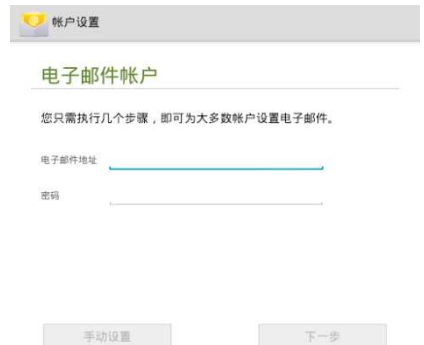 帐户设置
电子邮件帐户
您只需执行几个步骤，即可为大多数帐户设置电子邮件。
电子邮件地址
密码
手动设置 下一步